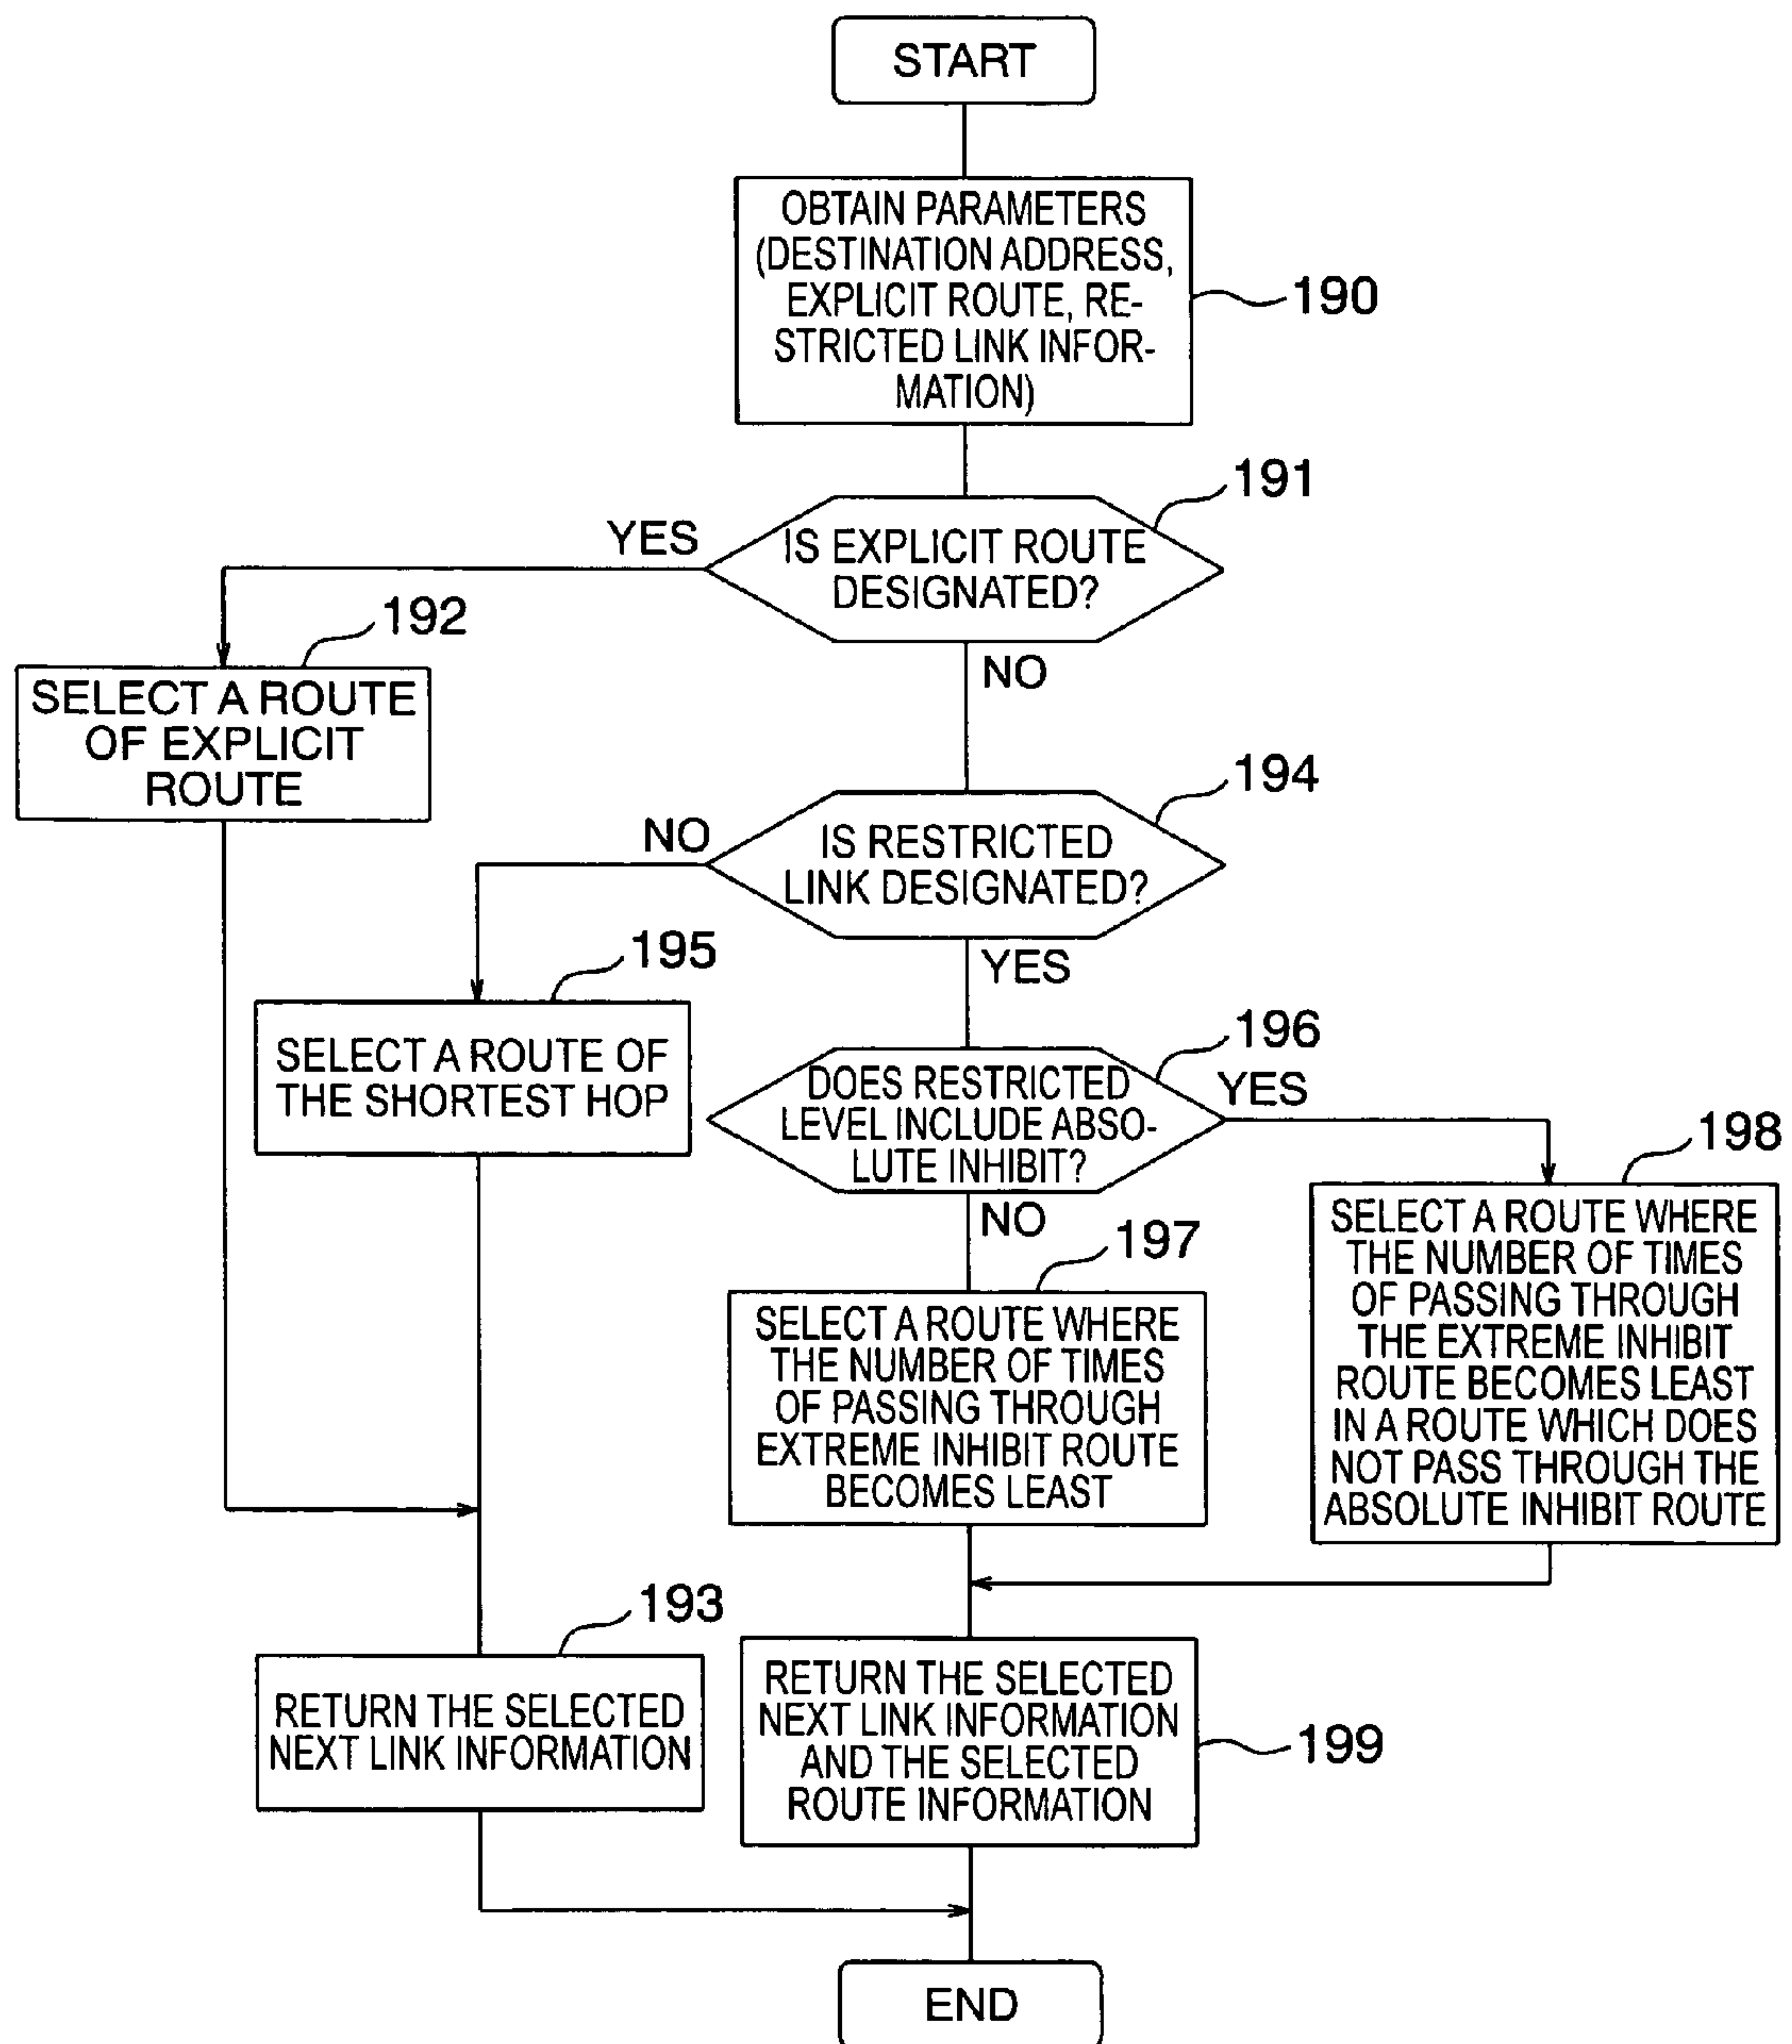 START
OBTAIN PARAMETERS
(DESTINATION ADDRESS,
EXPLICIT ROUTE, RE-
STRICTED LINK INFOR-
MATION)
190
191
IS EXPLICIT ROUTE
DESIGNATED?
YES
NO
192
SELECT A ROUTE
OF EXPLICIT
ROUTE
194
IS RESTRICTED
LINK DESIGNATED?
NO
YES
195
SELECT A ROUTE OF
THE SHORTEST HOP
196
DOES RESTRICTED
LEVEL INCLUDE ABSO-
LUTE INHIBIT?
YES
NO
198
SELECT A ROUTE WHERE
THE NUMBER OF TIMES
OF PASSING THROUGH
THE EXTREME INHIBIT
ROUTE BECOMES LEAST
IN A ROUTE WHICH DOES
NOT PASS THROUGH THE
ABSOLUTE INHIBIT ROUTE
197
SELECT A ROUTE WHERE
THE NUMBER OF TIMES
OF PASSING THROUGH
EXTREME INHIBIT ROUTE
BECOMES LEAST
193
RETURN THE SELECTED
NEXT LINK INFORMATION
RETURN THE SELECTED
NEXT LINK INFORMATION
AND THE SELECTED
ROUTE INFORMATION
199
END